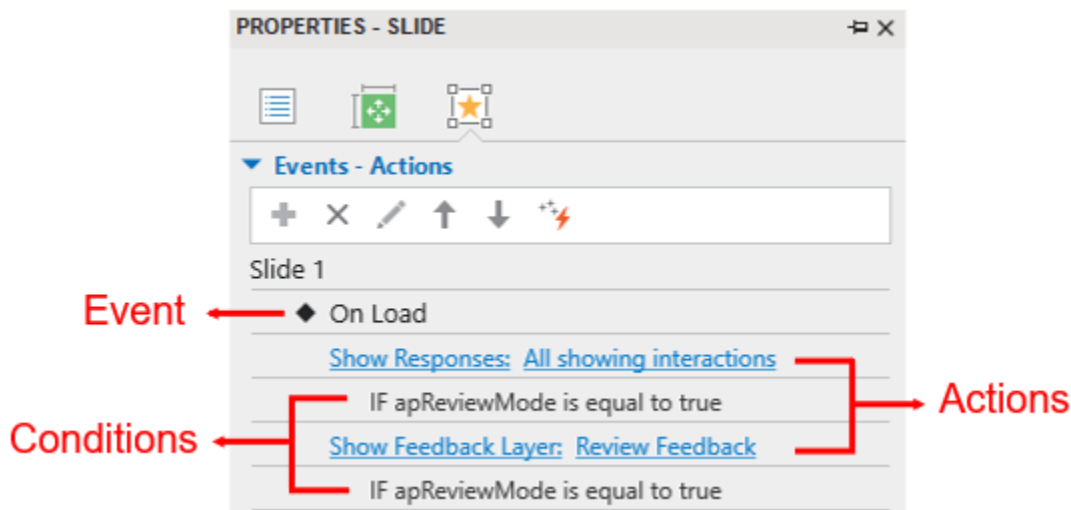 PROPERTIES - SLIDE
Events - Actions
Slide 1
Event
On Load
Show Responses: All showing interactions
IF apReviewMode is equal to true
Actions
Conditions
Show Feedback Layer: Review Feedback
IF apReviewMode is equal to true